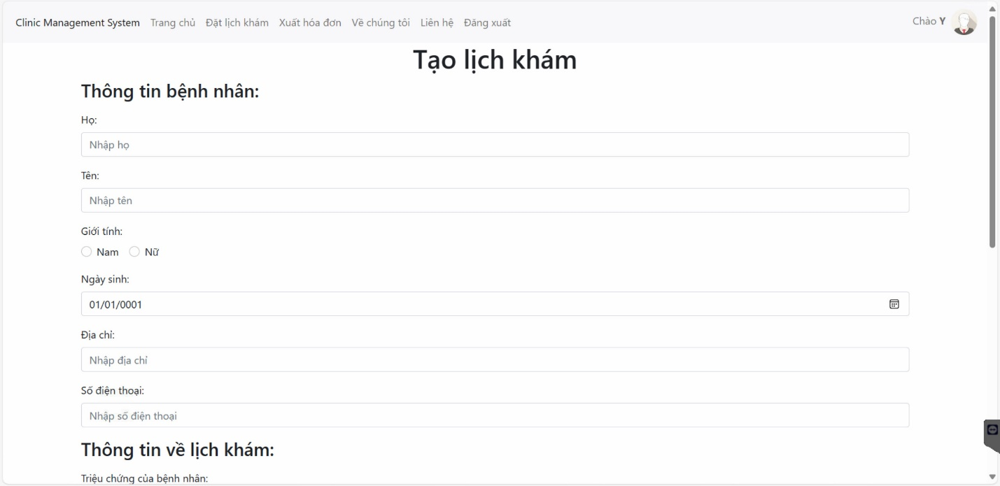 Clinic Management System Trang chủ Đặt lịch khám Xuất hóa đơn Về chúng tôi Liên hệ Đăng xuất Chào Y
Tạo lịch khám
Thông tin bệnh nhân:
Họ:
Nhập họ
Tên:
Nhập tên
Giới tính:
Nam Nữ
Ngày sinh:
01/01/0001
Địa chỉ:
Nhập địa chỉ
Số điện thoại:
Nhập số điện thoại
Thông tin về lịch khám:
Triệu chứng của bệnh nhân: